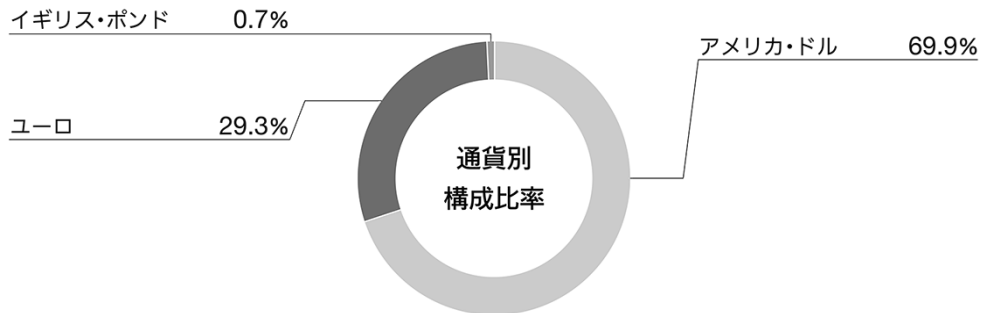 イギリス・ポンド 0.7%
アメリカ・ドル 69.9%
ユーロ 29.3%
通貨別
構成比率